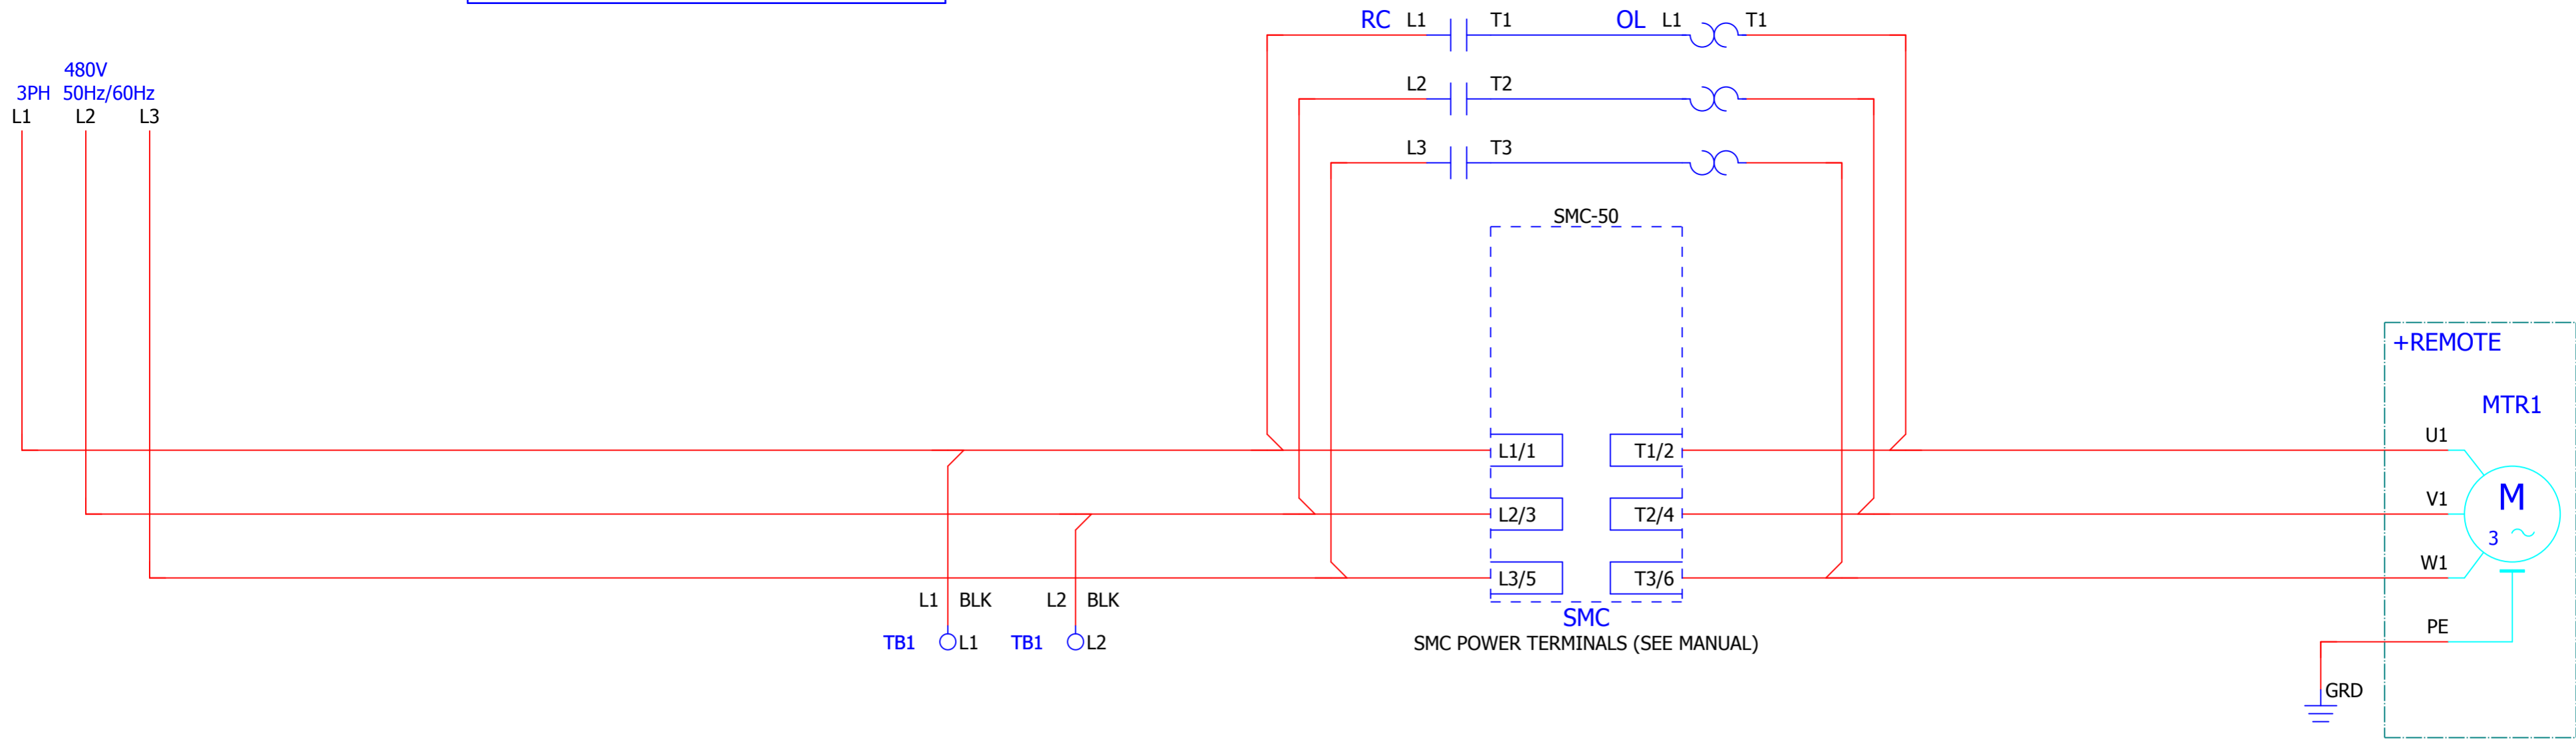 RC L1 T1 OL L1 T1
480V
3PH 50Hz/60Hz
L1 L2 L3
L2 T2
L3 T3
SMC-50
+REMOTE
MTR1
U1
L1/1 T1/2
M
V1
L2/3 T2/4
3 ~
W1
L3/5 T3/6
L1 BLK L2 BLK
SMC
PE
TB1 L1 TB1 L2
SMC POWER TERMINALS (SEE MANUAL)
GRD